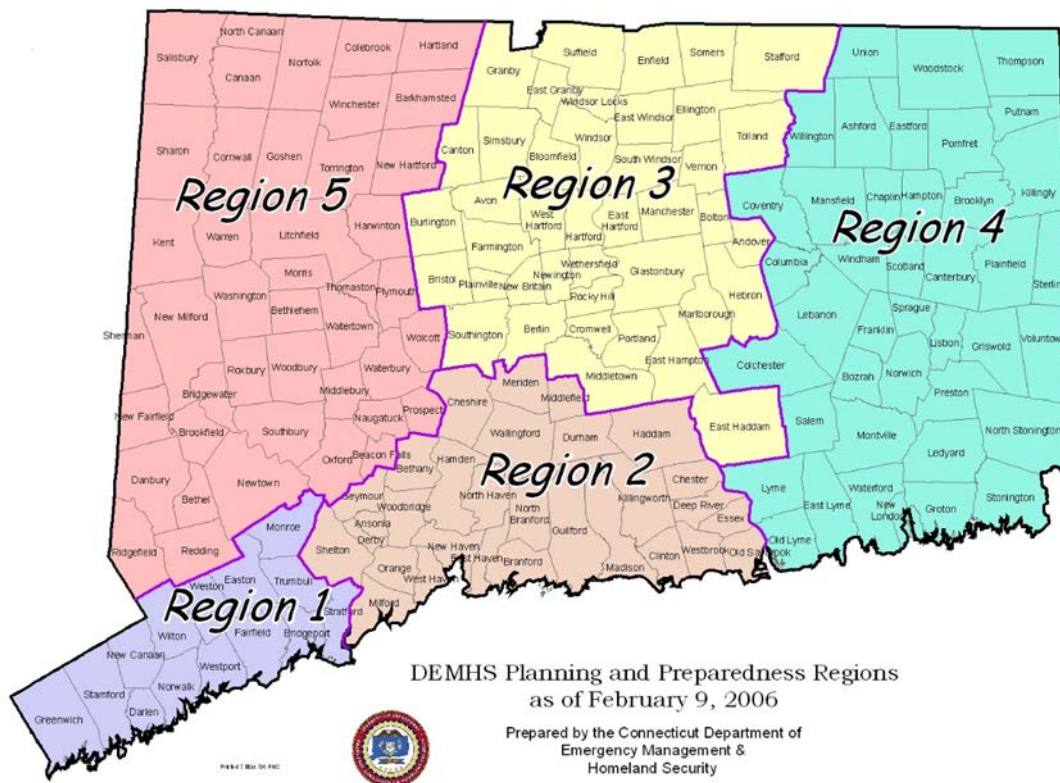 North Canaan
Salisbury
Canaan
Norfolk
Colebrook
Hartland
Winchester
Barkhamsted
Sharon
Cornwall
Goshen
Torrington
New Hartford
Region 5
Kent
Warren
Litchfield
Harwinton
Morris
Washington
Bethlehem
Thomaston
Plymouth
Sherman
New Milford
Watertown
Wolcott
Roxbury
Woodbury
Waterbury
Middlebury
Bridgewater
New Fairfield
Brookfield
Southbury
Naugatuck
Prospect
Oxford
Beacon Falls
Danbury
Bethel
Newtown
Ridgefield
Redding
Granby
Suffield
Enfield
Somers
Stafford
East Granby
Windsor Locks
East Windsor
Ellington
Canton
Simsbury
Windsor
Tolland
Bloomfield
South Windsor
Vernon
Region 3
Burlington
Avon
West
Hartford
Hartford
East
Hartford
Manchester
Bolton
Andover
Farmington
Bristol
Plainville
New Britain
Newington
Wethersfield
Glastonbury
Rocky Hill
Hebron
Marlborough
Southington
Berlin
Cromwell
Portland
East Hampton
Middletown
East Haddam
Union
Woodstock
Thompson
Putnam
Willington
Ashford
Eastford
Pomfret
Coventry
Mansfield
Chaplin
Hampton
Brooklyn
Killingly
Region 4
Columbia
Windham
Scotland
Canterbury
Plainfield
Sterlin
Lebanon
Franklin
Sprague
Lisbon
Griswold
Voluntow
Colchester
Bozrah
Norwich
Preston
Salem
Montville
Ledyard
North Stonington
Lyme
East Lyme
Waterford
New
London
Groton
Stonington
Old Lyme
Meriden
Cheshire
Middlefield
Wallingford
Durham
Haddam
Bethany
Hamden
Region 2
Chester
Seymour
Woodbridge
North Haven
North
Branford
Killingworth
Deep River
Essex
Ansonia
Derby
Guilford
Shelton
New Haven
East Haven
Branford
Clinton
Westbrook
Old Saybrook
Orange
West Haven
Madison
Milford
Monroe
Weston
Easton
Trumbull
Region 1
Stratford
Wilton
Fairfield
Bridgeport
New Canaan
Westport
Stamford
Norwalk
Greenwich
Darien
DEMHS Planning and Preparedness Regions
as of February 9, 2006
Prepared by the Connecticut Department of
Emergency Management &
Homeland Security